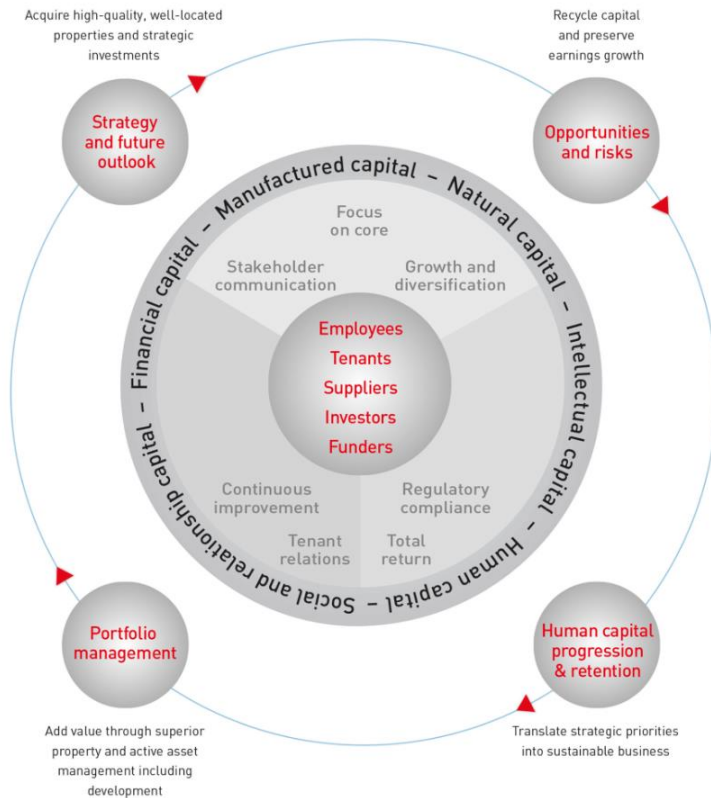 Acquire high-quality, well-located
properties and strategic
investments
Recycle capital
and preserve
earnings growth
Strategy
and future
outlook
Opportunities
and risks
Financial capital – Manufactured capital – Natural capital – Intellectual capital – Human capital – Social and relationship capital –
Focus
on core
Stakeholder
communication
Growth and
diversification
Employees
Tenants
Suppliers
Investors
Funders
Continuous
improvement
Regulatory
compliance
Tenant
relations
Total
return
Portfolio
management
Human capital
progression
& retention
Add value through superior
property and active asset
management including
development
Translate strategic priorities
into sustainable business